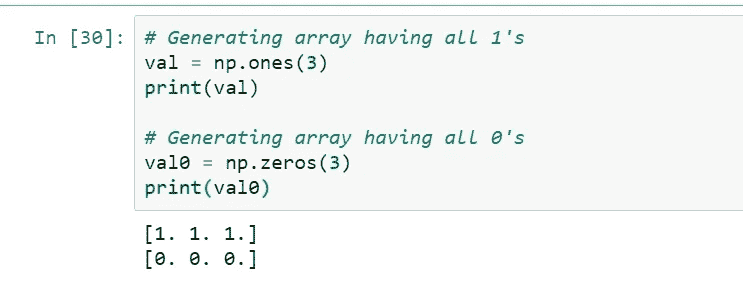 In [30]: # Generating array having all 1's
val = np.ones(3)
print(val)
# Generating array having all 0's
val0 = np.zeros(3)
print(val0)
[1. 1. 1.]
[0. 0. 0.]